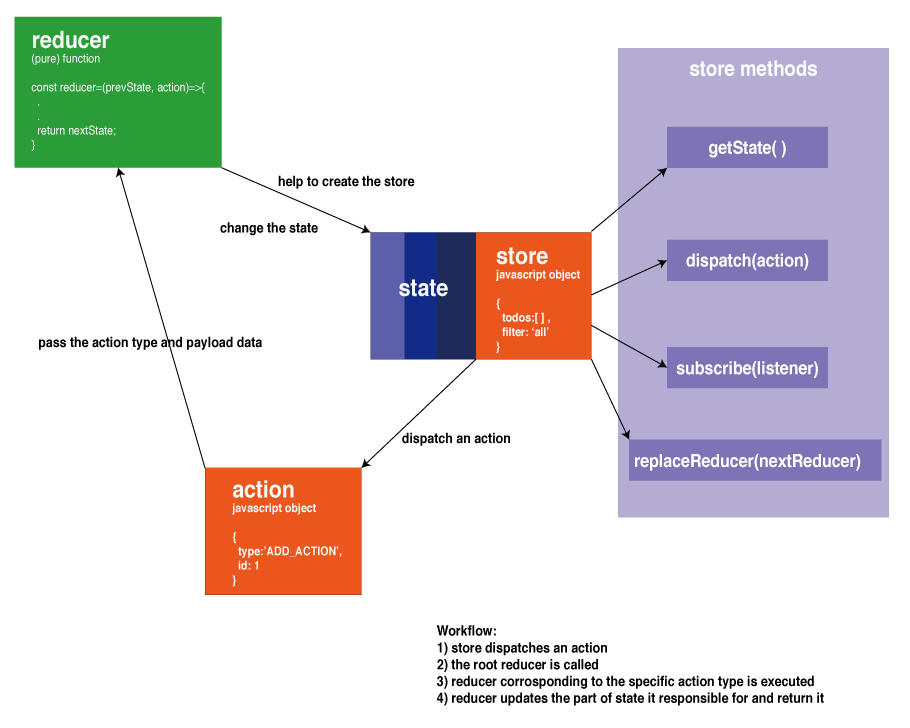 reducer
(pure) function
const reducer=(prevState, action)=>{
.
.
return nextState;
}
help to create the store
change the state
state
store
javascript object
{
todos:[ ] ,
filter: ‘all’
}
store methods
getState( )
dispatch(action)
subscribe(listener)
replaceReducer(nextReducer)
pass the action type and payload data
dispatch an action
action
javascript object
{
type:’ADD_ACTION’,
id: 1
}
Workflow:
1) store dispatches an action
2) the root reducer is called
3) reducer corrosponding to the specific action type is executed
4) reducer updates the part of state it responsible for and return it